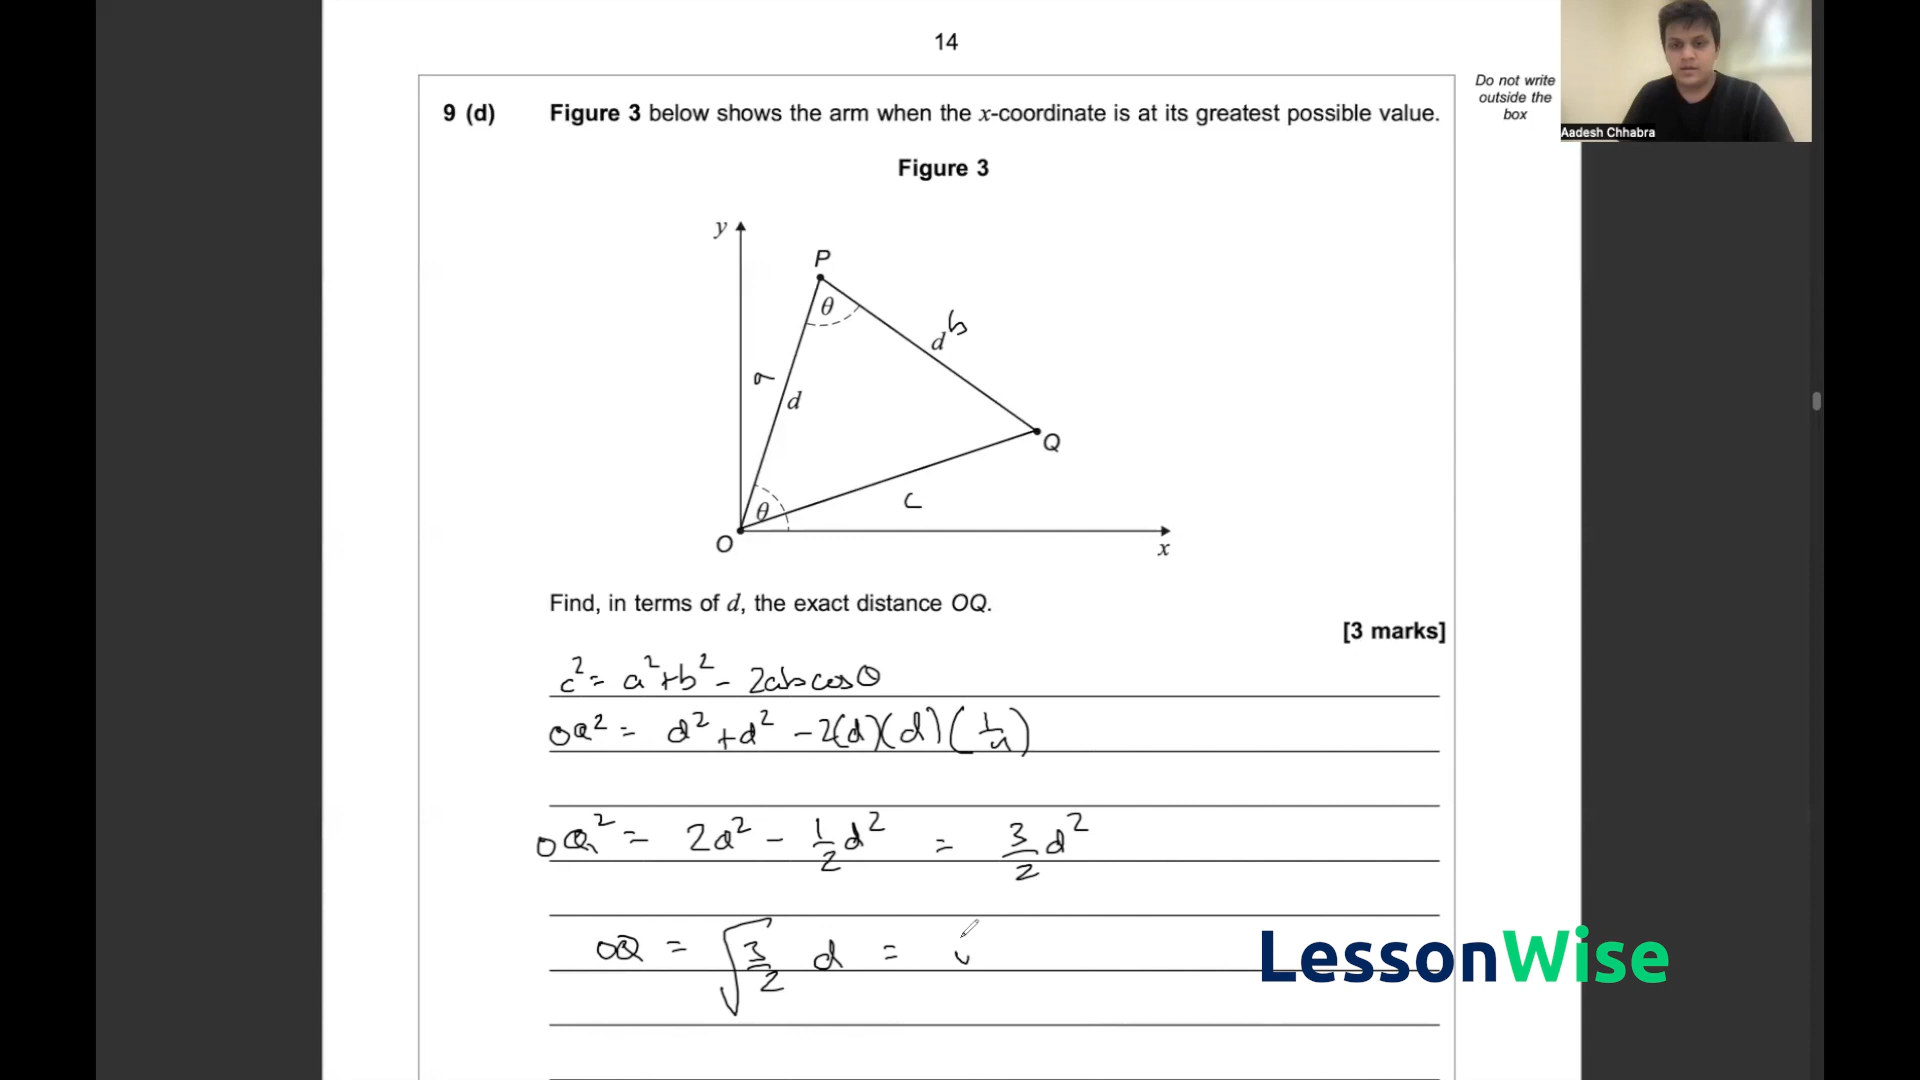 14
Do not write
outside the
box
Aadesh Chhabra
9 (d) Figure 3 below shows the arm when the x-coordinate is at its greatest possible value.
Figure 3
y
P
θ
b
d
a
d
Q
c
θ
O
x
Find, in terms of d, the exact distance OQ.
[3 marks]
c² = a² + b² - 2ab cos θ
OQ² = d² + d² - 2(d)(d)(1/4)
OQ² = 2d² - 1/2 d² = 3/2 d²
OQ = √3/2 d =
LessonWise